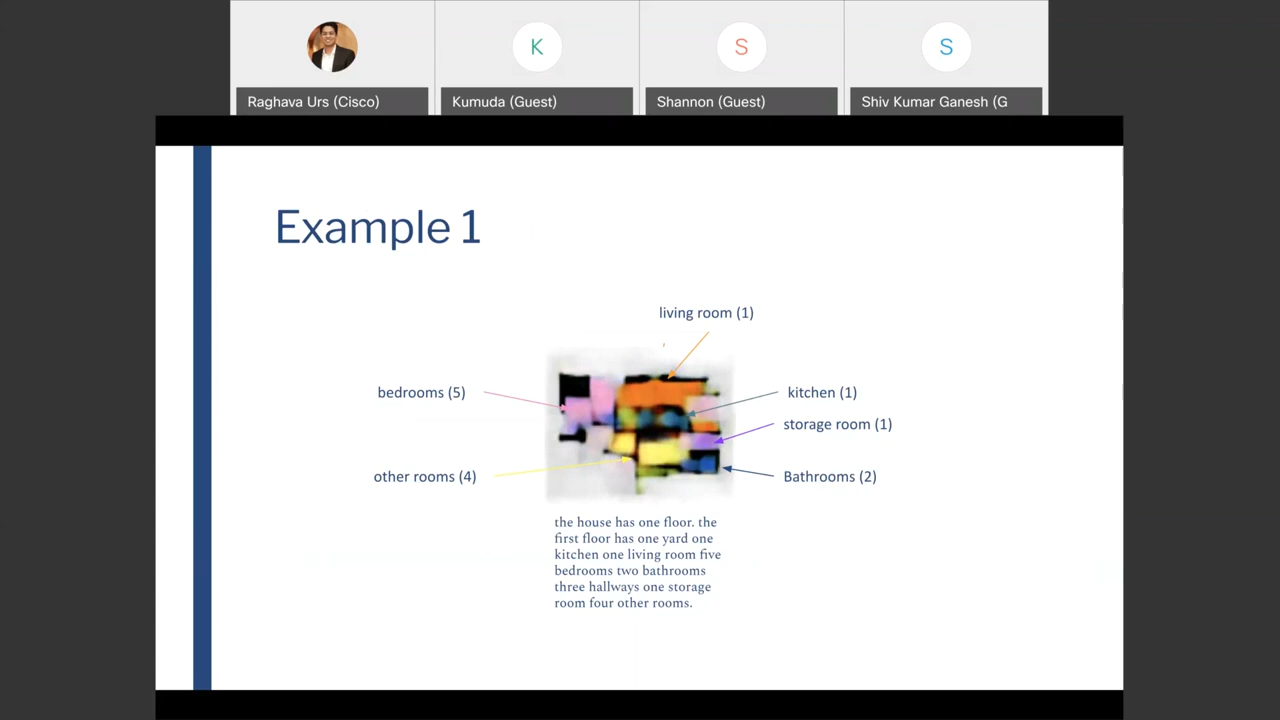 K
S
S
Raghava Urs (Cisco)
Kumuda (Guest)
Shannon (Guest)
Shiv Kumar Ganesh (G
Example 1
living room (1)
bedrooms (5)
kitchen (1)
storage room (1)
other rooms (4)
Bathrooms (2)
the house has one floor. the
first floor has one yard one
kitchen one living room five
bedrooms two bathrooms
three hallways one storage
room four other rooms.